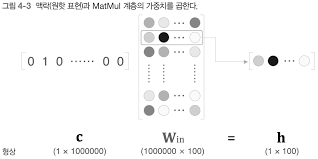 그림 4-3 맥락(원핫 표현)과 MatMul 계층의 가중치를 곱한다.
[ 0 1 0 ······ 0 0 ]
c W_in = h
형상 (1 × 1000000) (1000000 × 100) (1 × 100)